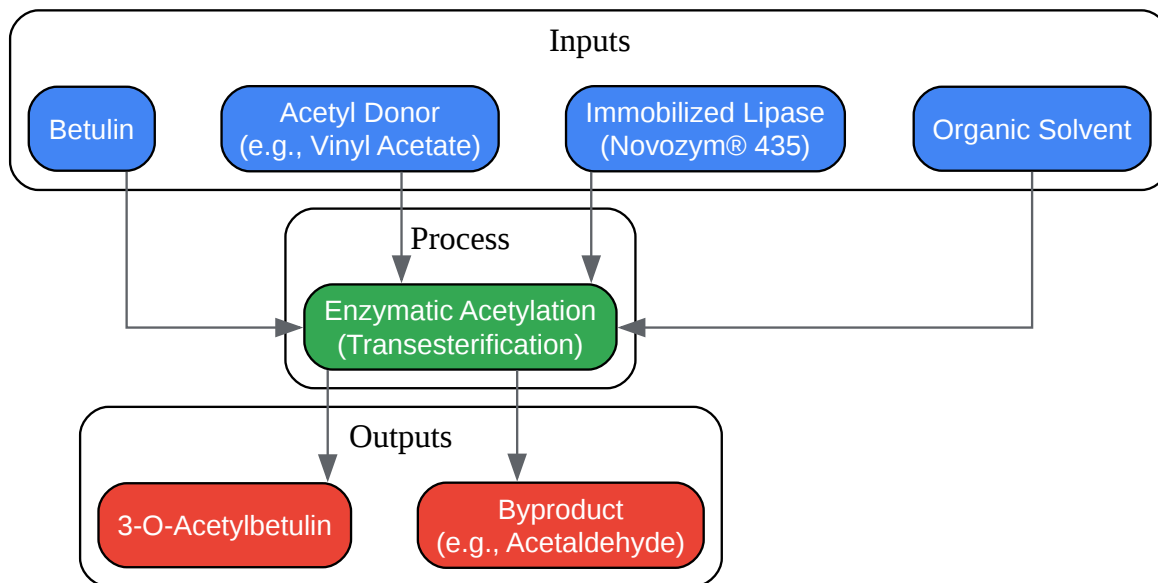 Inputs
Betulin
Acetyl Donor
(e.g., Vinyl Acetate)
Immobilized Lipase
(Novozym® 435)
Organic Solvent
Process
Enzymatic Acetylation
(Transesterification)
Outputs
3-O-Acetylbetulin
Byproduct
(e.g., Acetaldehyde)